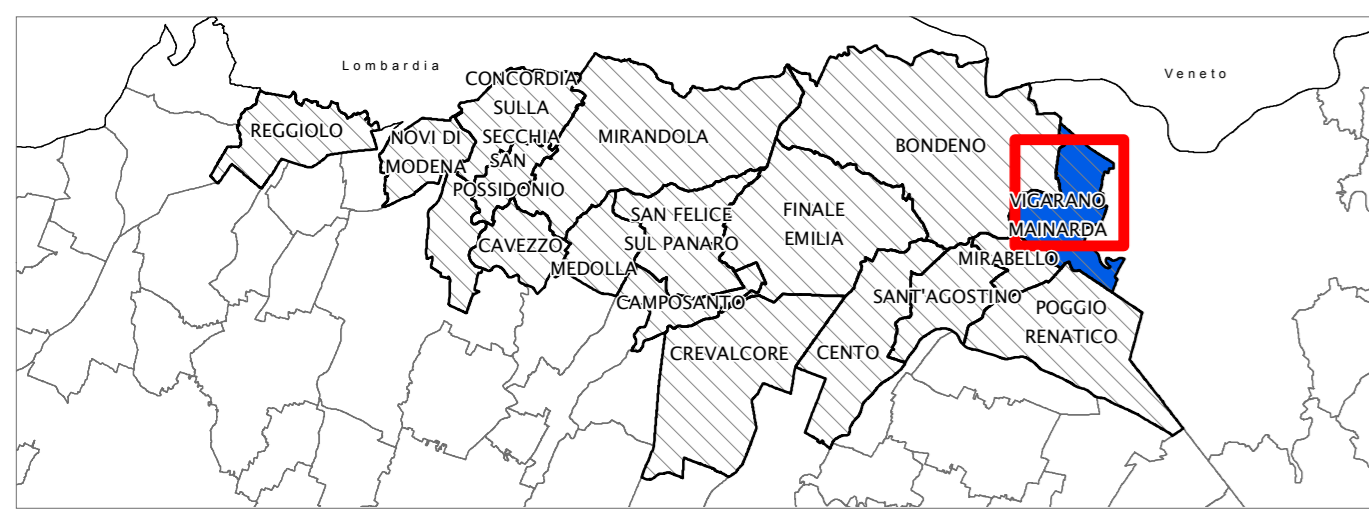 Lombardia
Veneto
CONCORDIA
SULLA
SECCHIA
REGGIOLO
NOVI DI
MODENA
SAN
POSSIDONIO
MIRANDOLA
BONDENO
VIGARANO
MAINARDA
SAN FELICE
SUL PANARO
FINALE
EMILIA
CAVEZZO
MEDOLLA
MIRABELLO
CAMPOSANTO
SANT'AGOSTINO
POGGIO
RENATICO
CREVALCORE
CENTO